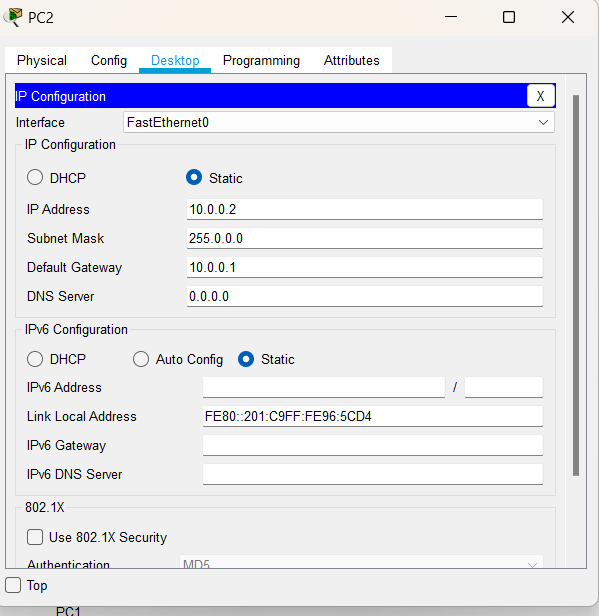 PC2
Physical Config Desktop Programming Attributes
IP Configuration X
Interface FastEthernet0
IP Configuration
DHCP Static
IP Address 10.0.0.2
Subnet Mask 255.0.0.0
Default Gateway 10.0.0.1
DNS Server 0.0.0.0
IPv6 Configuration
DHCP Auto Config Static
IPv6 Address /
Link Local Address FE80::201:C9FF:FE96:5CD4
IPv6 Gateway
IPv6 DNS Server
802.1X
Use 802.1X Security
Authentication MD5
Top
PC1